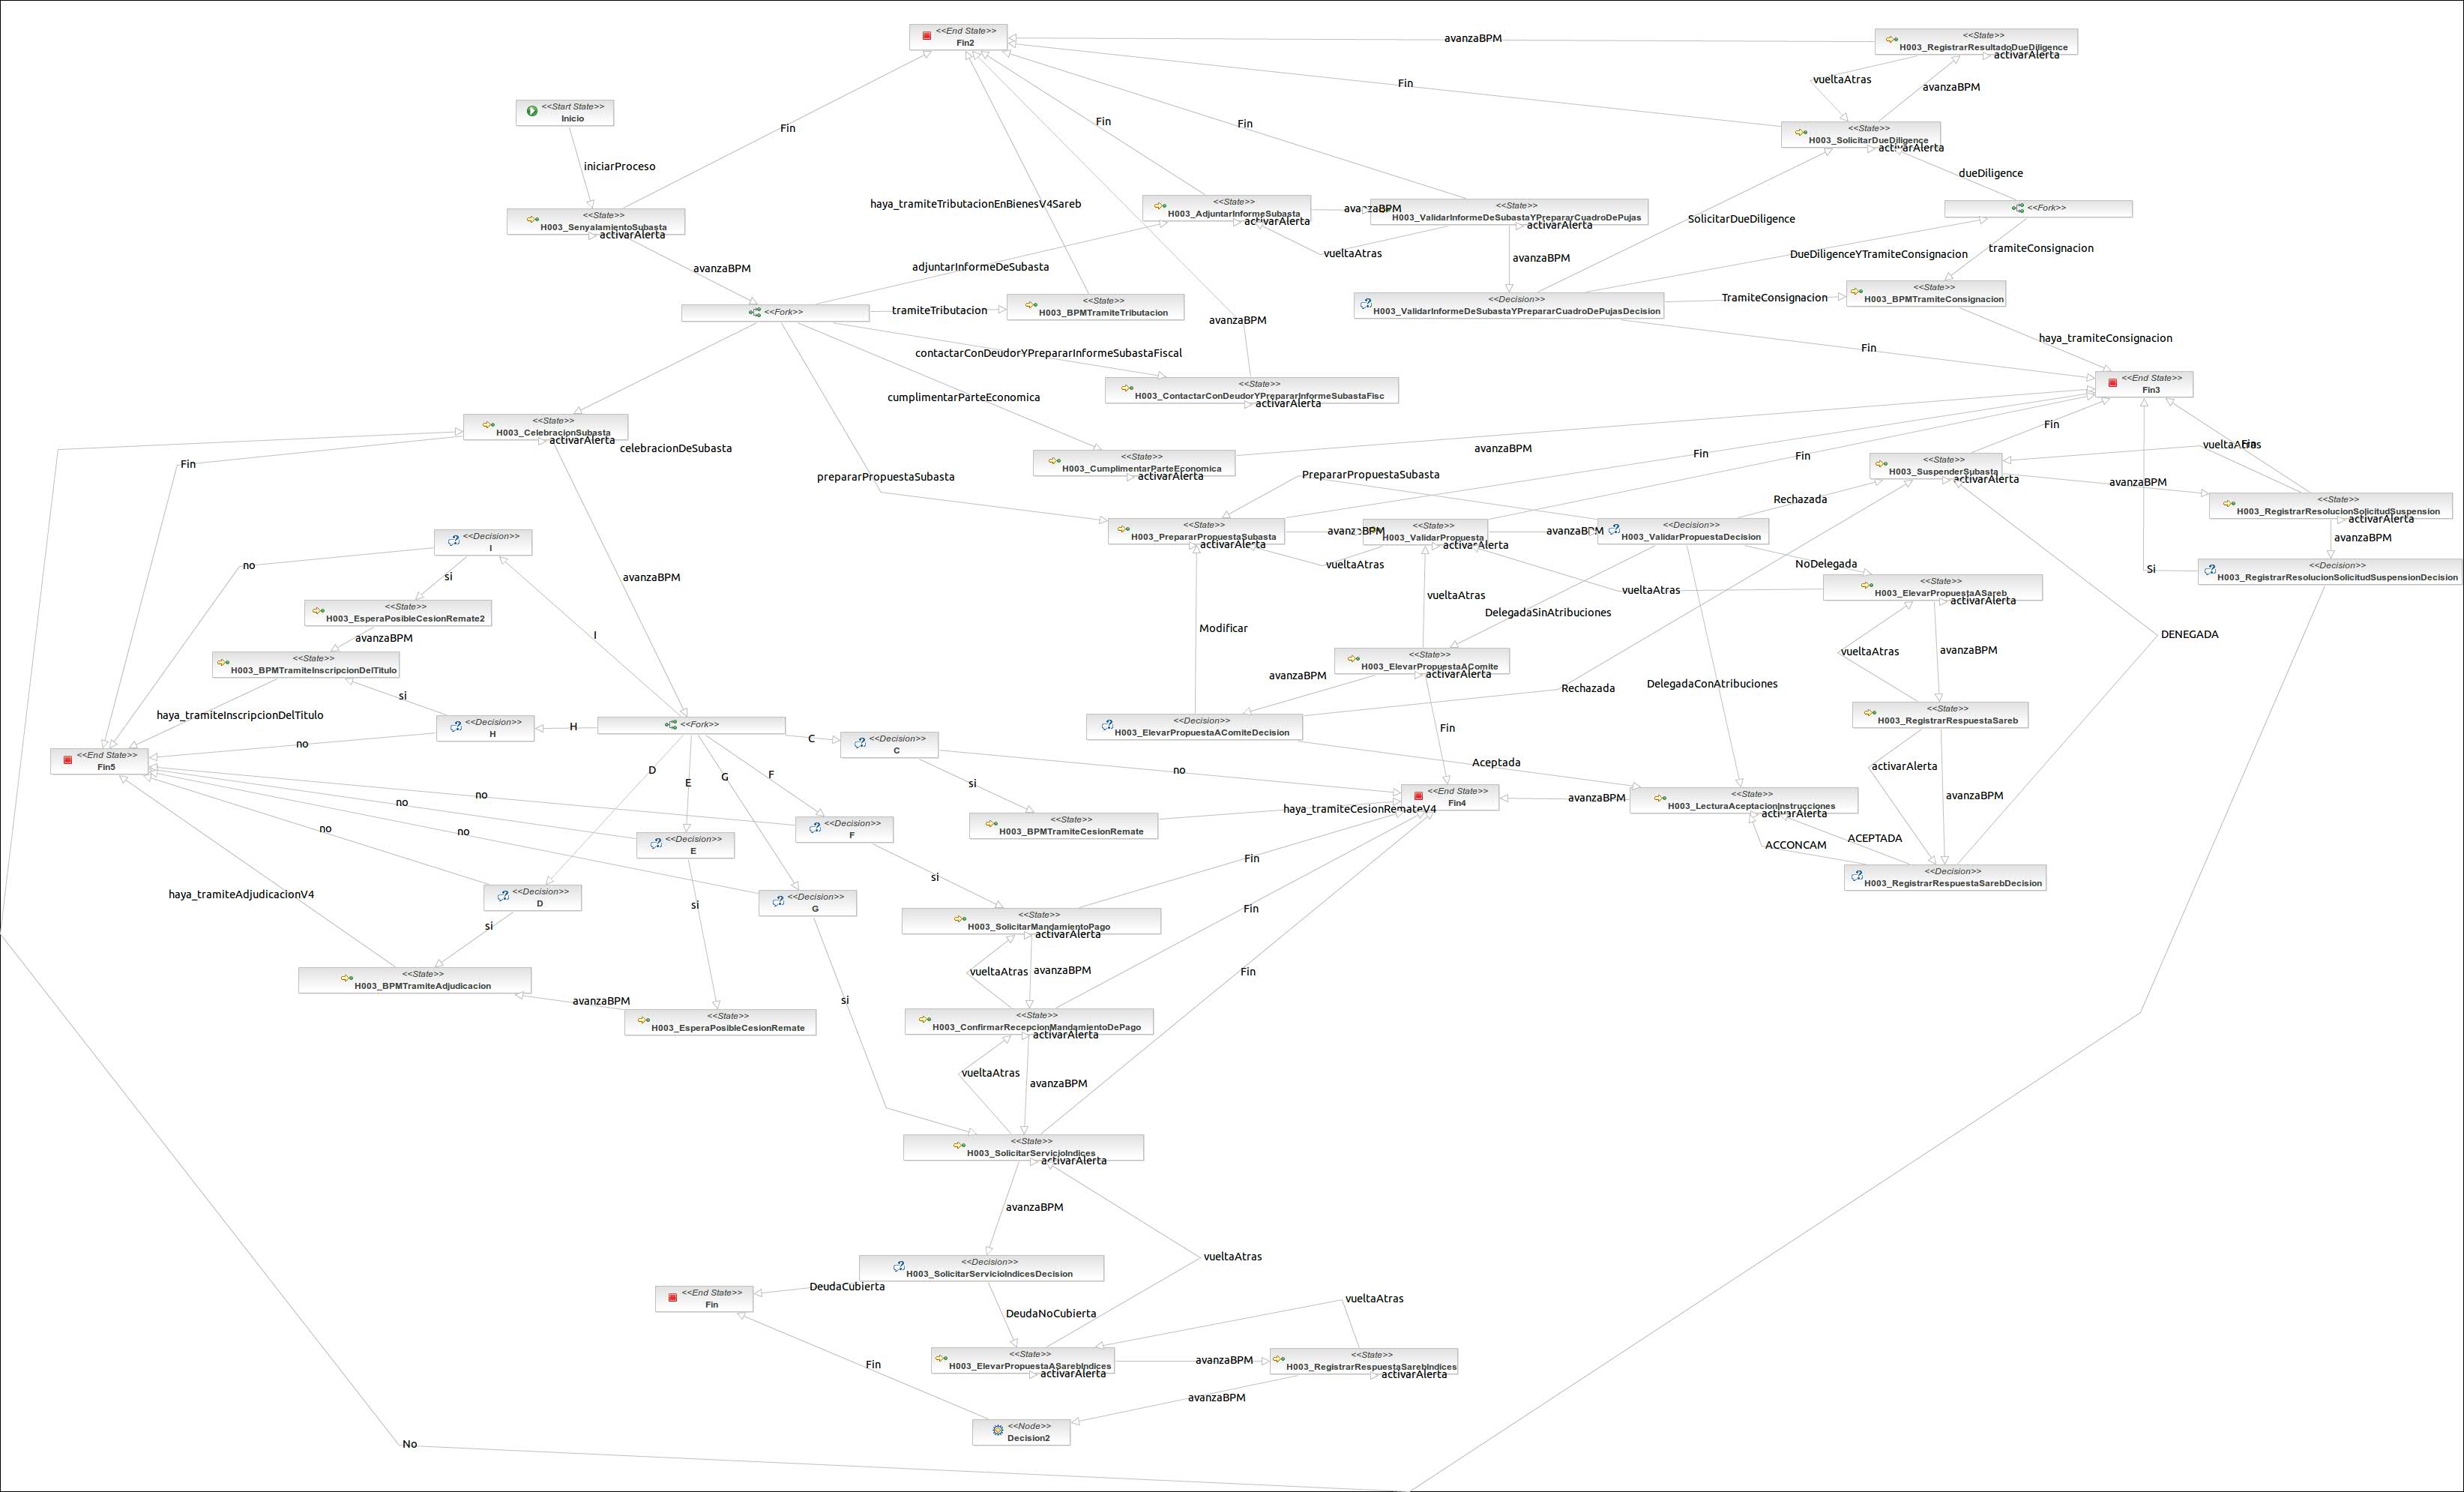 <<End State>>
Fin2
<<State>>
H003_RegistrarResultadoDueDiligence
activarAlerta
avanzaBPM
vueltaAtras
avanzaBPM
Fin
<<Start State>>
Inicio
iniciarProceso
Fin
Fin
Fin
<<State>>
H003_SolicitarDueDiligence
activarAlerta
dueDiligence
<<State>>
H003_SenyalamientoSubasta
activarAlerta
avanzaBPM
haya_tramiteTributacionEnBienesV4Sareb
<<State>>
H003_AdjuntarInformeSubasta
activarAlerta
avanzaBPM
<<State>>
H003_ValidarInformeDeSubastaYPrepararCuadroDePujas
activarAlerta
vueltaAtras
avanzaBPM
SolicitarDueDiligence
<<Fork>>
tramiteConsignacion
DueDiligenceYTramiteConsignacion
adjuntarInformeDeSubasta
<<Fork>>
tramiteTributacion
<<State>>
H003_BPMTramiteTributacion
avanzaBPM
<<Decision>>
H003_ValidarInformeDeSubastaYPrepararCuadroDePujasDecision
TramiteConsignacion
<<State>>
H003_BPMTramiteConsignacion
haya_tramiteConsignacion
Fin
contactarConDeudorYPrepararInformeSubastaFiscal
<<State>>
H003_ContactarConDeudorYPrepararInformeSubastaFisc
activarAlerta
<<End State>>
Fin3
cumplimentarParteEconomica
<<State>>
H003_CelebracionSubasta
activarAlerta
celebracionDeSubasta
Fin
<<State>>
H003_CumplimentarParteEconomica
activarAlerta
avanzaBPM
Fin
Fin
Fin
vueltaAtras
Fin
<<State>>
H003_SuspenderSubasta
activarAlerta
avanzaBPM
prepararPropuestaSubasta
PrepararPropuestaSubasta
Rechazada
<<State>>
H003_RegistrarResolucionSolicitudSuspension
activarAlerta
avanzaBPM
<<State>>
H003_PrepararPropuestaSubasta
activarAlerta
avanzaBPM
<<State>>
H003_ValidarPropuesta
activarAlerta
avanzaBPM
<<Decision>>
H003_ValidarPropuestaDecision
vueltaAtras
NoDelegada
Si
<<Decision>>
H003_RegistrarResolucionSolicitudSuspensionDecision
<<Decision>>
I
no
si
avanzaBPM
<<State>>
H003_ElevarPropuestaASareb
activarAlerta
vueltaAtras
vueltaAtras
DelegadaSinAtribuciones
<<State>>
H003_EsperaPosibleCesionRemate2
avanzaBPM
I
Modificar
DENEGADA
vueltaAtras
avanzaBPM
<<State>>
H003_BPMTramiteInscripcionDelTitulo
<<State>>
H003_ElevarPropuestaAComite
activarAlerta
avanzaBPM
Rechazada
DelegadaConAtribuciones
si
haya_tramiteInscripcionDelTitulo
<<Decision>>
H
H
<<Fork>>
C
<<Decision>>
C
<<Decision>>
H003_ElevarPropuestaAComiteDecision
Fin
<<State>>
H003_RegistrarRespuestaSareb
no
<<End State>>
Fin5
D
E
G
F
no
si
Aceptada
activarAlerta
avanzaBPM
no
no
no
no
<<End State>>
Fin4
avanzaBPM
<<State>>
H003_LecturaAceptacionInstrucciones
activarAlerta
haya_tramiteCesionRemateV4
<<State>>
H003_BPMTramiteCesionRemate
<<Decision>>
F
<<Decision>>
E
ACCONCAM
ACEPTADA
<<Decision>>
H003_RegistrarRespuestaSarebDecision
haya_tramiteAdjudicacionV4
<<Decision>>
D
<<Decision>>
G
si
Fin
si
si
<<State>>
H003_SolicitarMandamientoPago
activarAlerta
Fin
vueltaAtras
avanzaBPM
Fin
<<State>>
H003_BPMTramiteAdjudicacion
avanzaBPM
si
<<State>>
H003_EsperaPosibleCesionRemate
<<State>>
H003_ConfirmarRecepcionMandamientoDePago
activarAlerta
vueltaAtras
avanzaBPM
<<State>>
H003_SolicitarServicioIndices
activarAlerta
avanzaBPM
vueltaAtras
<<Decision>>
H003_SolicitarServicioIndicesDecision
DeudaCubierta
<<End State>>
Fin
DeudaNoCubierta
vueltaAtras
<<State>>
H003_ElevarPropuestaASarebIndices
activarAlerta
avanzaBPM
<<State>>
H003_RegistrarRespuestaSarebIndices
activarAlerta
Fin
avanzaBPM
<<Node>>
Decision2
No